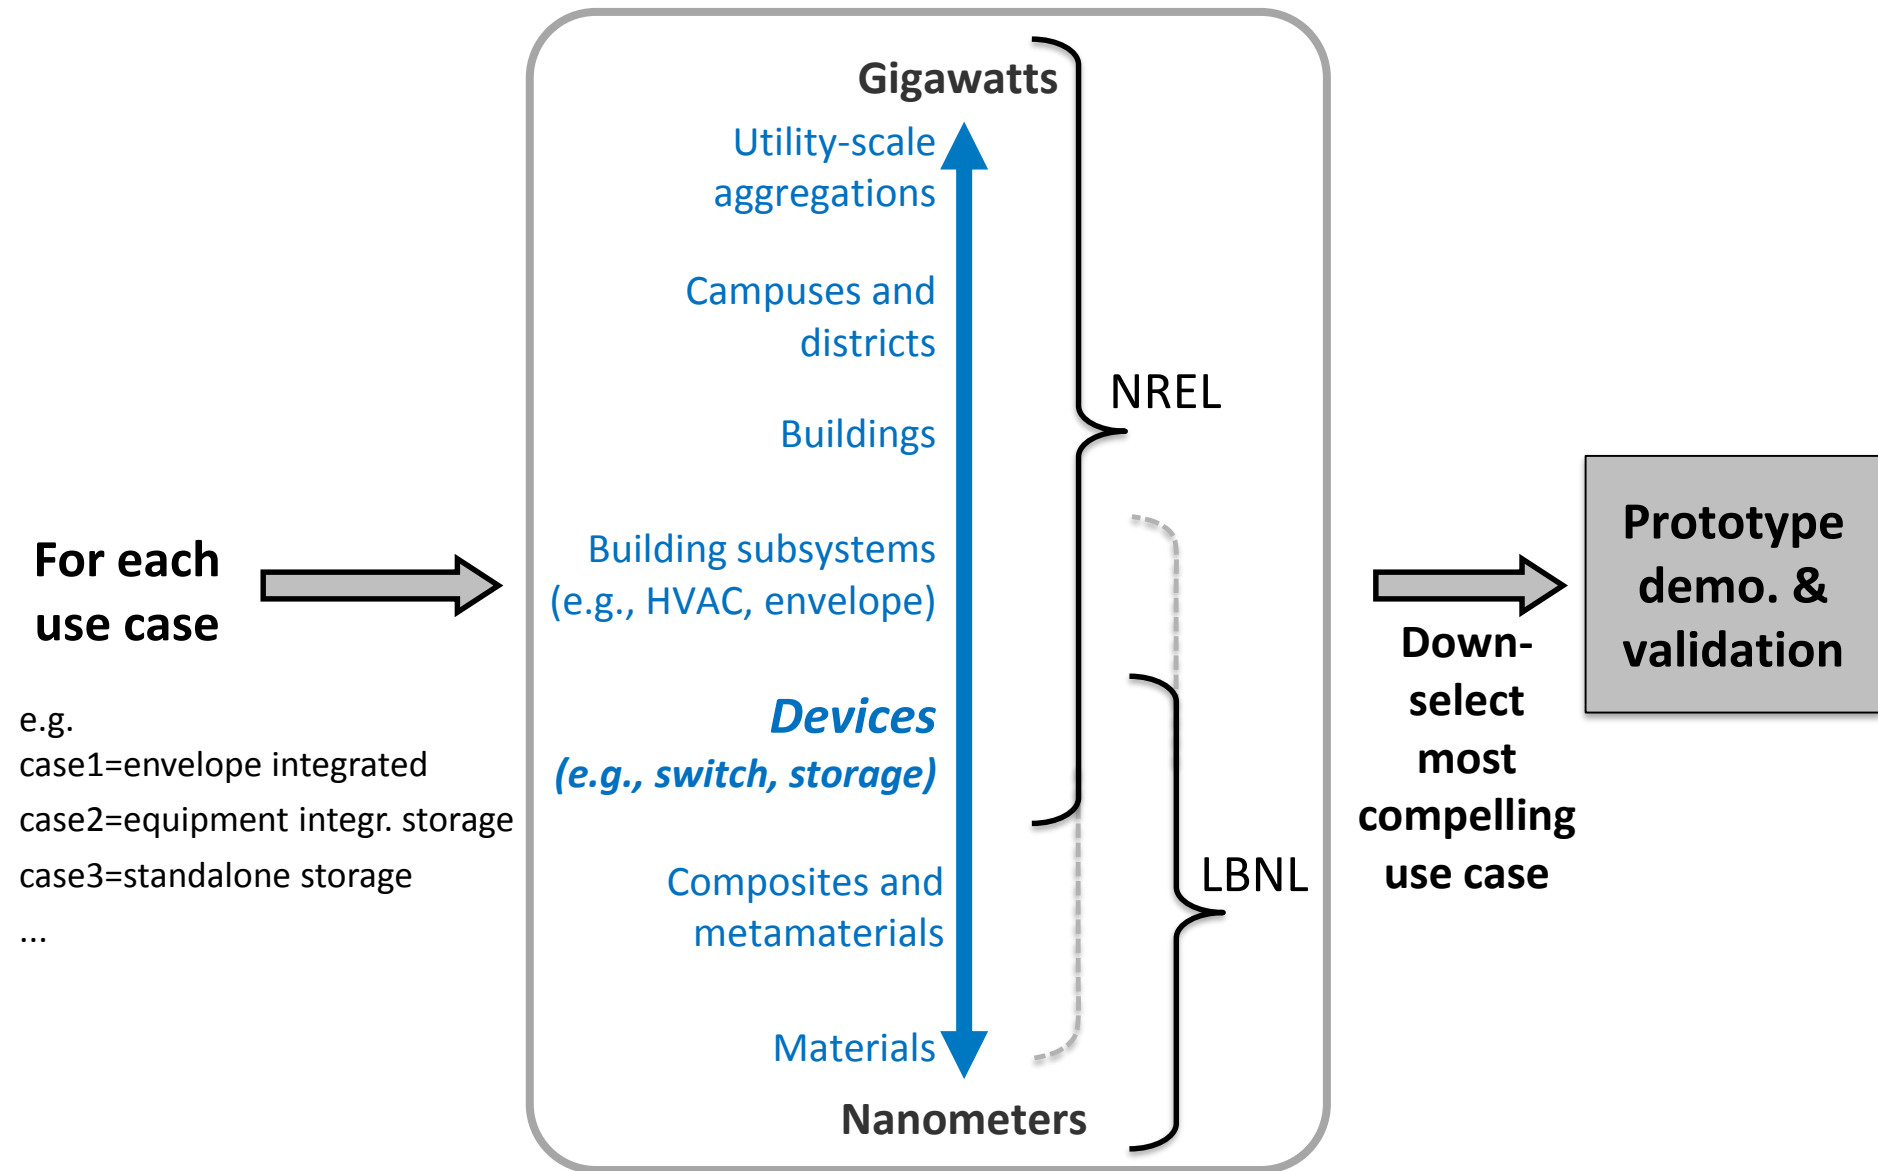 For each
use case
e.g.
case1=envelope integrated
case2=equipment integr. storage
case3=standalone storage
...
Gigawatts
Utility-scale
aggregations
Campuses and
districts
Buildings
Building subsystems
(e.g., HVAC, envelope)
Devices
(e.g., switch, storage)
Composites and
metamaterials
Materials
Nanometers
NREL
LBNL
Down-
select
most
compelling
use case
Prototype
demo. &
validation